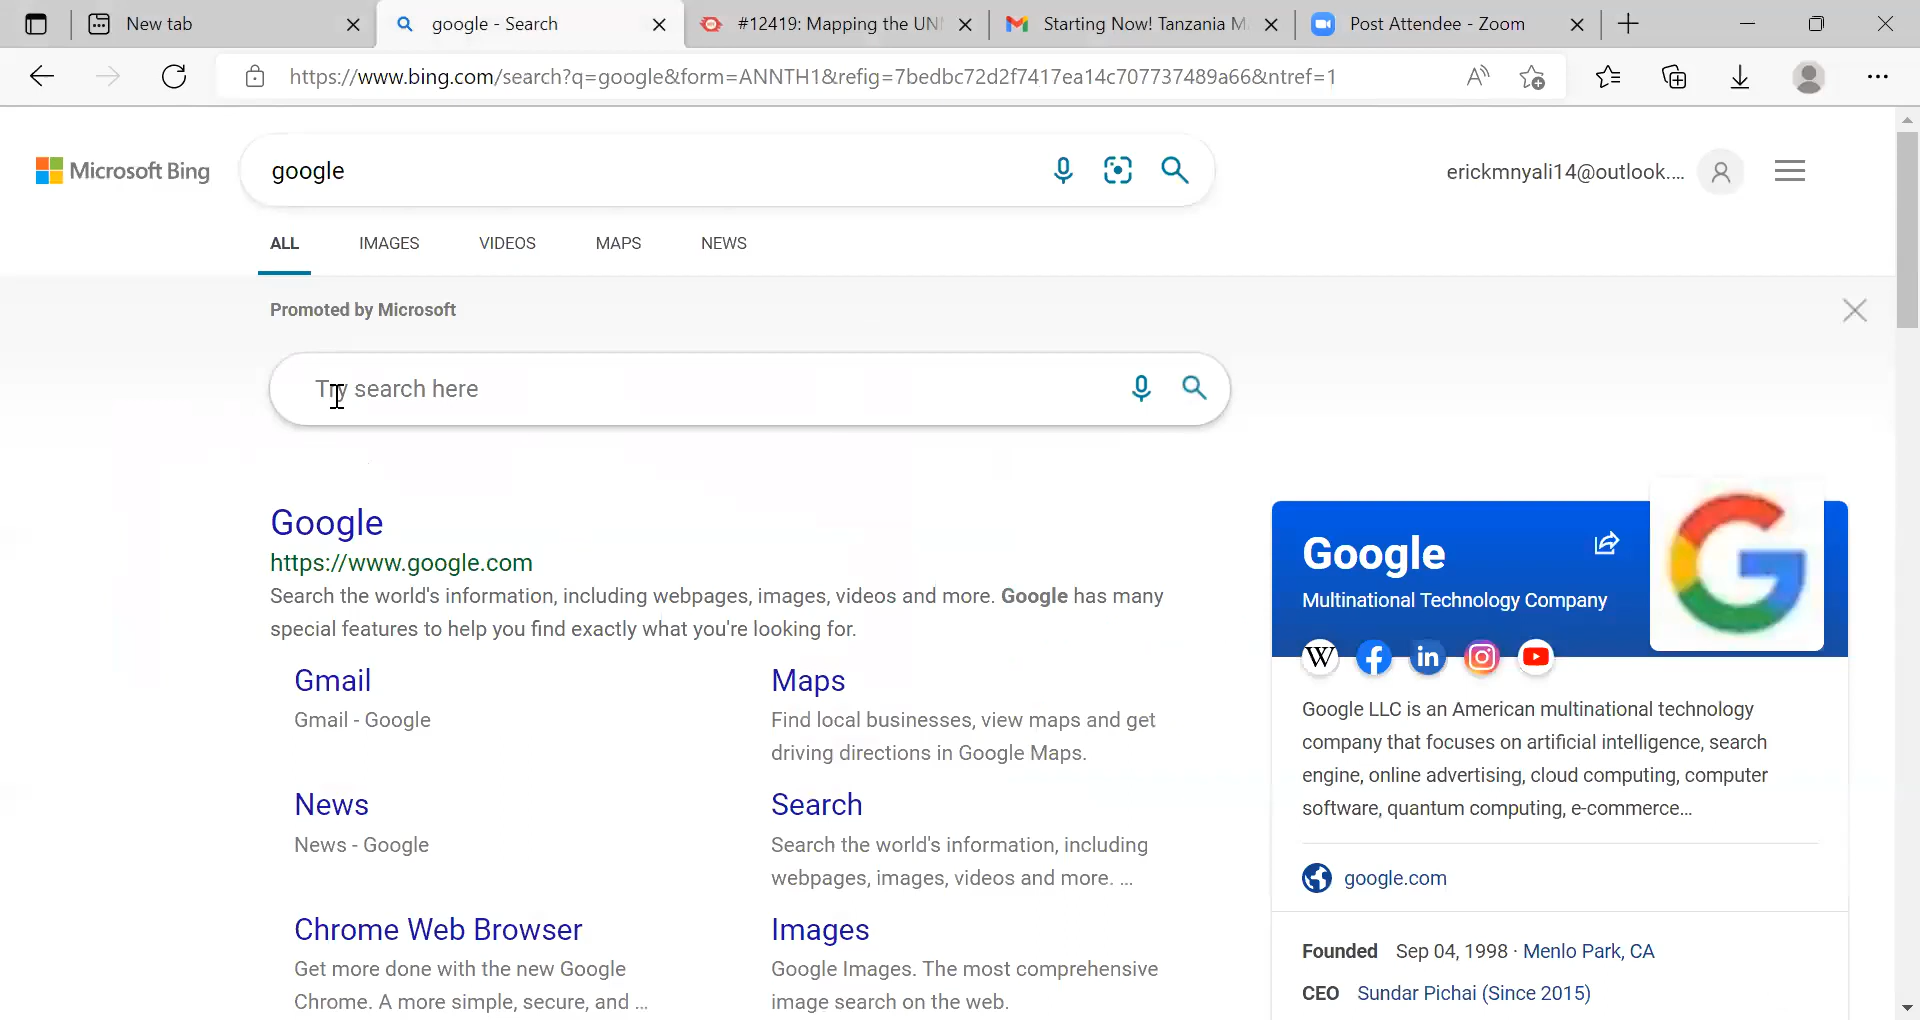 New tab
google - Search
#12419: Mapping the UN
Starting Now! Tanzania M
Post Attendee - Zoom
https://www.bing.com/search?q=google&form=ANNTH1&refig=7bedbc72d2f7417ea14c707737489a66&ntref=1
Microsoft Bing
google
erickmnyali14@outlook....
ALL IMAGES VIDEOS MAPS NEWS
Promoted by Microsoft
Try search here
Google
https://www.google.com
Search the world's information, including webpages, images, videos and more. Google has many
special features to help you find exactly what you're looking for.
Gmail
Gmail - Google
Maps
Find local businesses, view maps and get
driving directions in Google Maps.
News
News - Google
Search
Search the world's information, including
webpages, images, videos and more. ...
Chrome Web Browser
Get more done with the new Google
Chrome. A more simple, secure, and ...
Images
Google Images. The most comprehensive
image search on the web.
Google
Multinational Technology Company
W
f
in
Google LLC is an American multinational technology
company that focuses on artificial intelligence, search
engine, online advertising, cloud computing, computer
software, quantum computing, e-commerce...
google.com
Founded Sep 04, 1998 · Menlo Park, CA
CEO Sundar Pichai (Since 2015)